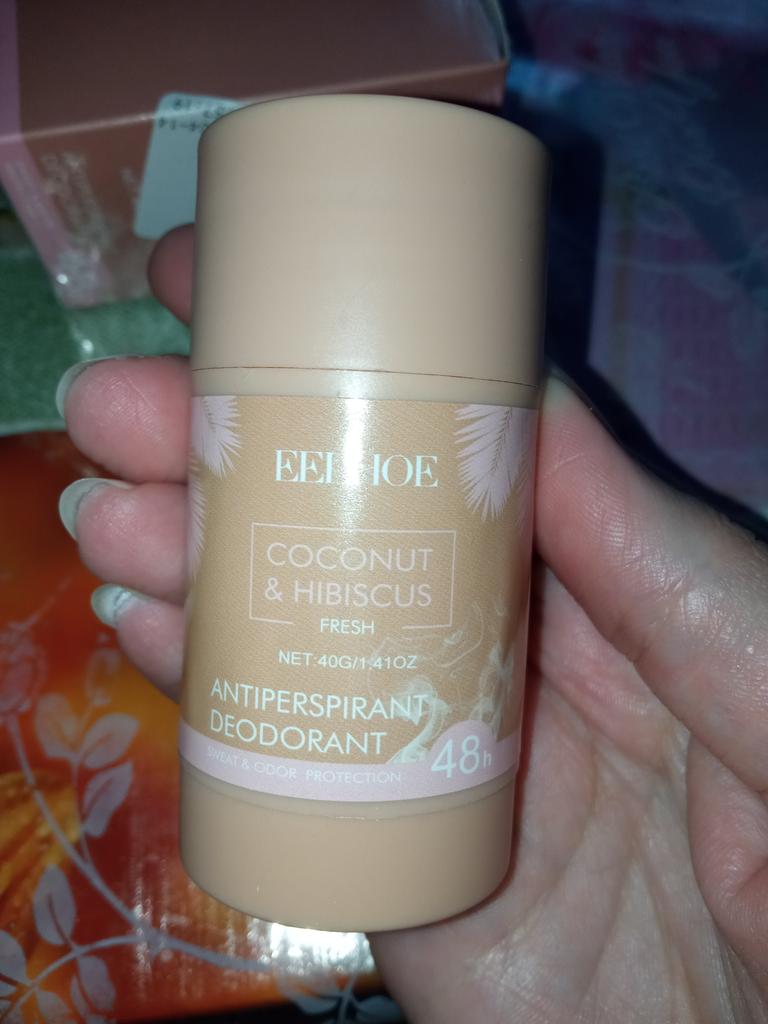 EELHOE
COCONUT
& HIBISCUS
FRESH
NET:40G/1.41OZ
ANTIPERSPIRANT
DEODORANT
SWEAT & ODOR PROTECTION
48h